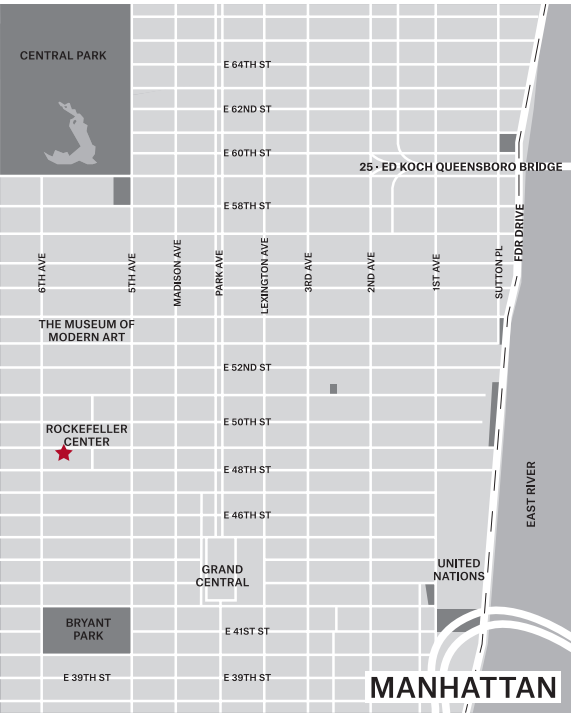 CENTRAL PARK
E 64TH ST
E 62ND ST
E 60TH ST
25 · ED KOCH QUEENSBORO BRIDGE
E 58TH ST
6TH AVE
5TH AVE
MADISON AVE
PARK AVE
LEXINGTON AVE
3RD AVE
2ND AVE
1ST AVE
SUTTON PL
FDR DRIVE
THE MUSEUM OF
MODERN ART
E 52ND ST
E 50TH ST
ROCKEFELLER
CENTER
E 48TH ST
EAST RIVER
E 46TH ST
GRAND
CENTRAL
UNITED
NATIONS
BRYANT
PARK
E 41ST ST
E 39TH ST
E 39TH ST
MANHATTAN